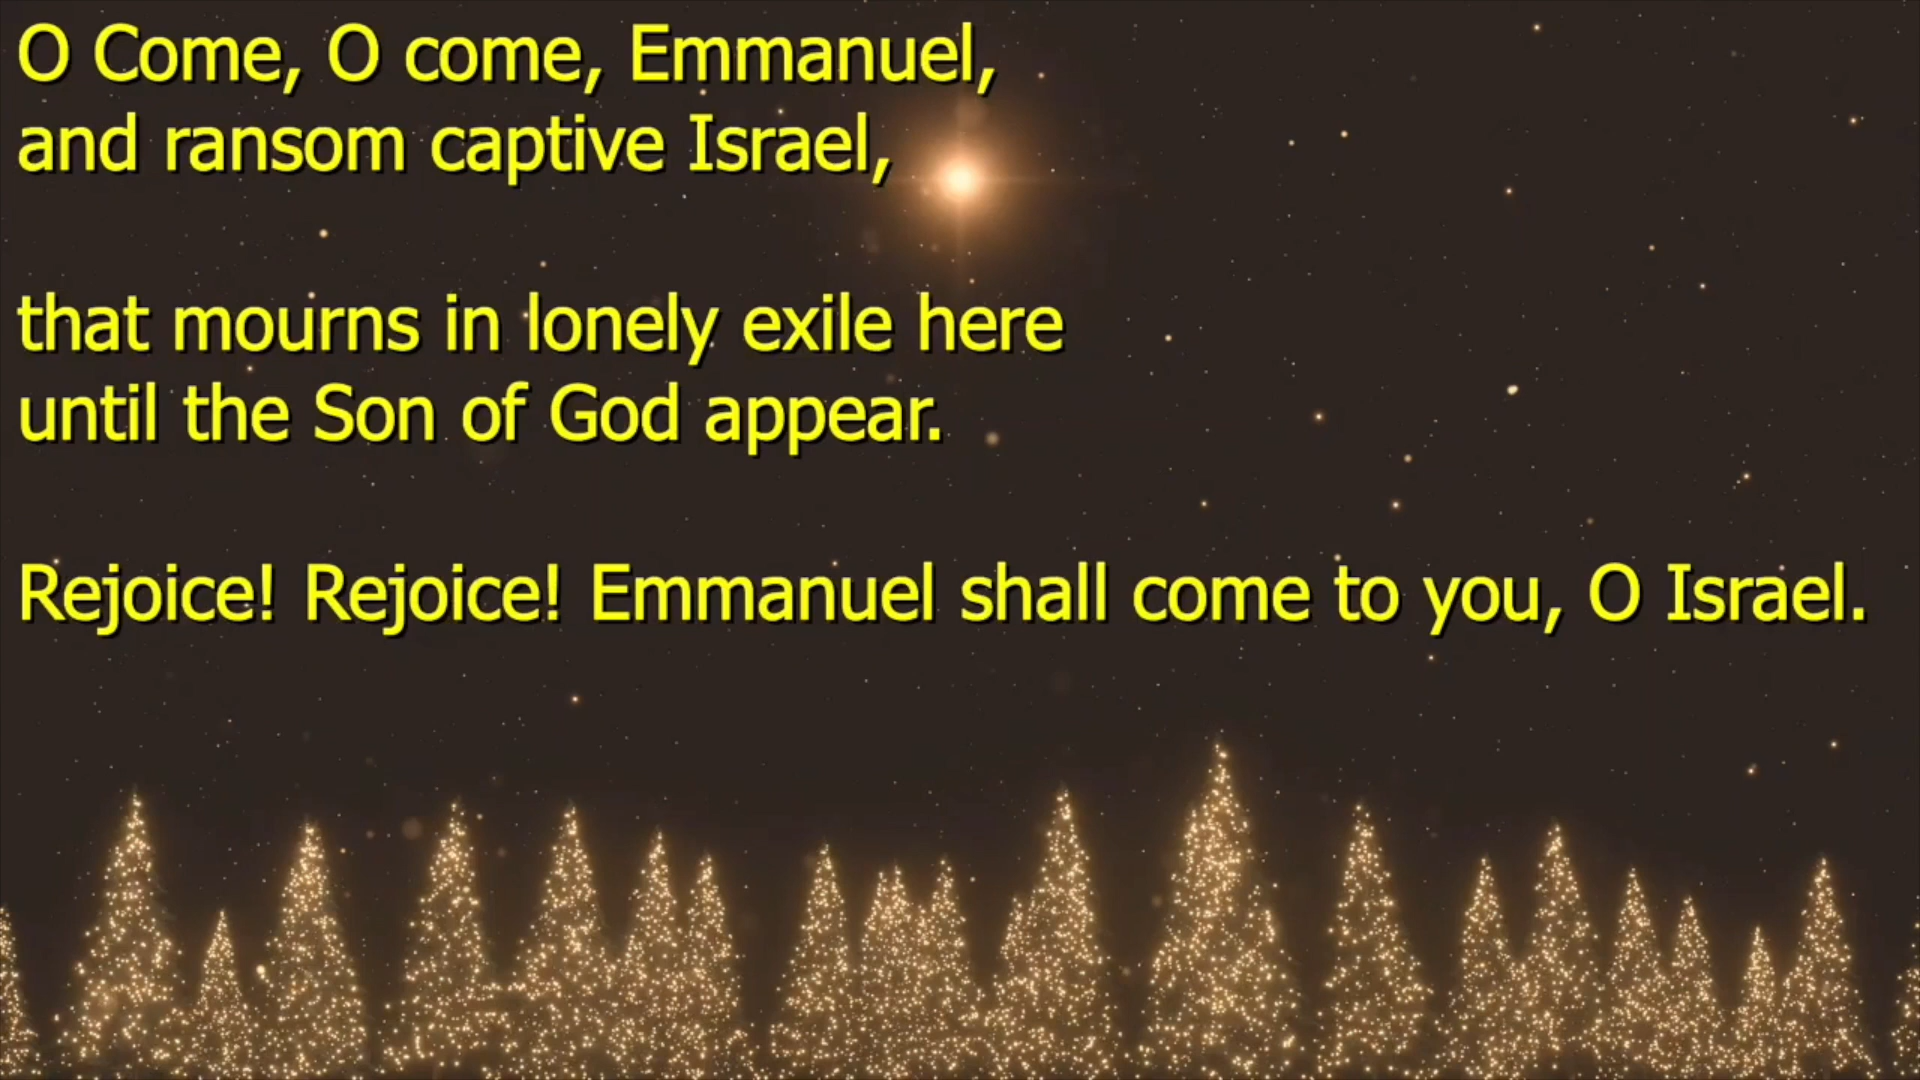 O Come, O come, Emmanuel,
and ransom captive Israel,
that mourns in lonely exile here
until the Son of God appear.
Rejoice! Rejoice! Emmanuel shall come to you, O Israel.